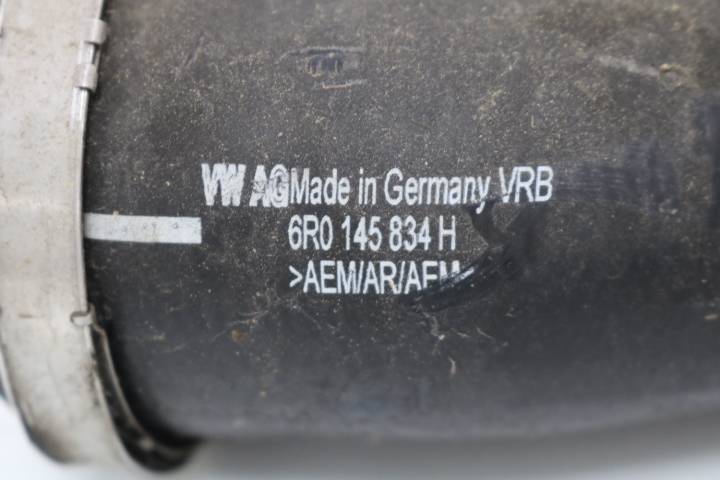 VW AG Made in Germany VRB
6R0 145 834 H
>AEM/AR/AEM